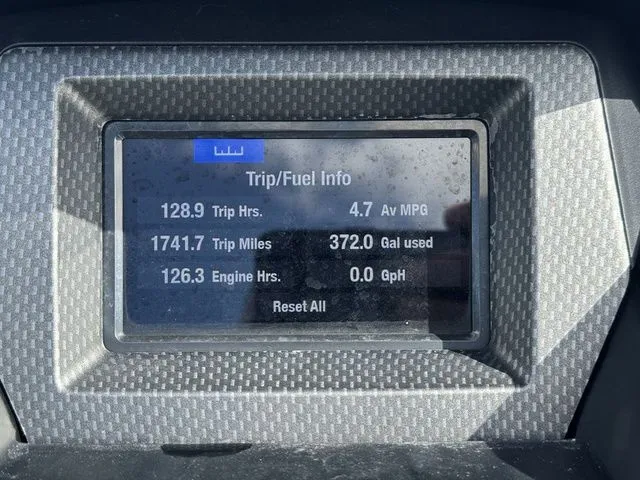 Trip/Fuel Info
128.9 Trip Hrs. 4.7 Av MPG
1741.7 Trip Miles 372.0 Gal used
126.3 Engine Hrs. 0.0 GpH
Reset All